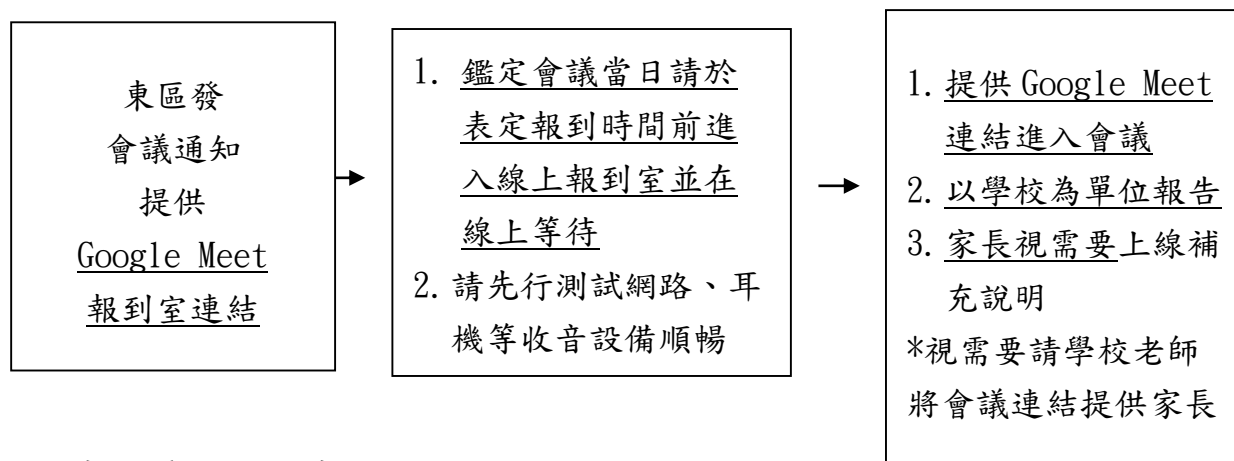 東區發
會議通知
提供
Google Meet
報到室連結
1. 鑑定會議當日請於
表定報到時間前進
入線上報到室並在
線上等待
2. 請先行測試網路、耳
機等收音設備順暢
1. 提供 Google Meet
連結進入會議
2. 以學校為單位報告
3. 家長視需要上線補
充說明
*視需要請學校老師
將會議連結提供家長